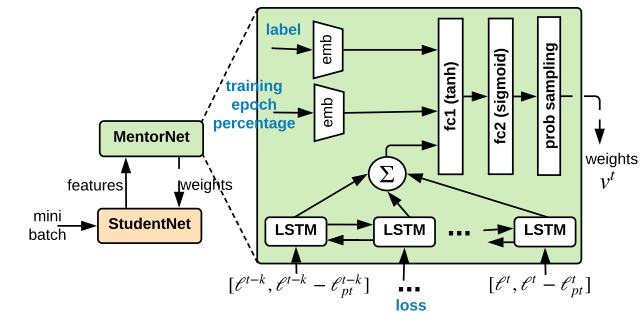 label
emb
training
epoch
percentage
emb
fc1 (tanh)
fc2 (sigmoid)
prob sampling
MentorNet
features
weights
mini
batch
StudentNet
Σ
weights
v^t
LSTM
LSTM
...
LSTM
[ℓ^{t−k}, ℓ^{t−k} − ℓ_{pt}^{t−k}]
...
[ℓ^t, ℓ^t − ℓ_{pt}^t]
loss